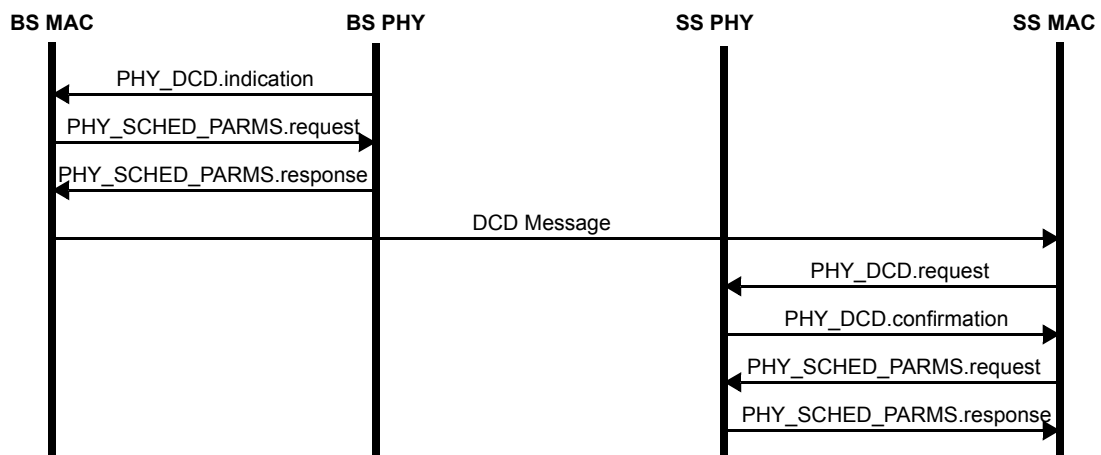 BS MAC BS PHY SS PHY SS MAC
PHY_DCD.indication
PHY_SCHED_PARMS.request
PHY_SCHED_PARMS.response
DCD Message
PHY_DCD.request
PHY_DCD.confirmation
PHY_SCHED_PARMS.request
PHY_SCHED_PARMS.response